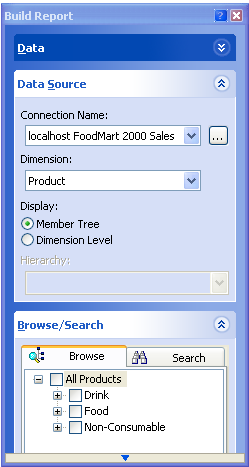 Build Report
Data
Data Source
Connection Name:
localhost FoodMart 2000 Sales
...
Dimension:
Product
Display:
Member Tree
Dimension Level
Hierarchy:
Browse/Search
Browse Search
All Products
Drink
Food
Non-Consumable